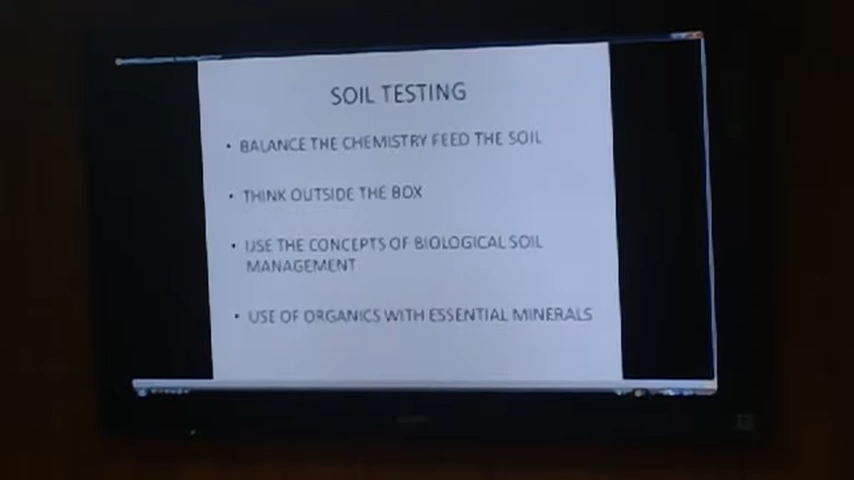 SOIL TESTING
• BALANCE THE CHEMISTRY FEED THE SOIL
• THINK OUTSIDE THE BOX
• USE THE CONCEPTS OF BIOLOGICAL SOIL
MANAGEMENT
• USE OF ORGANICS WITH ESSENTIAL MINERALS